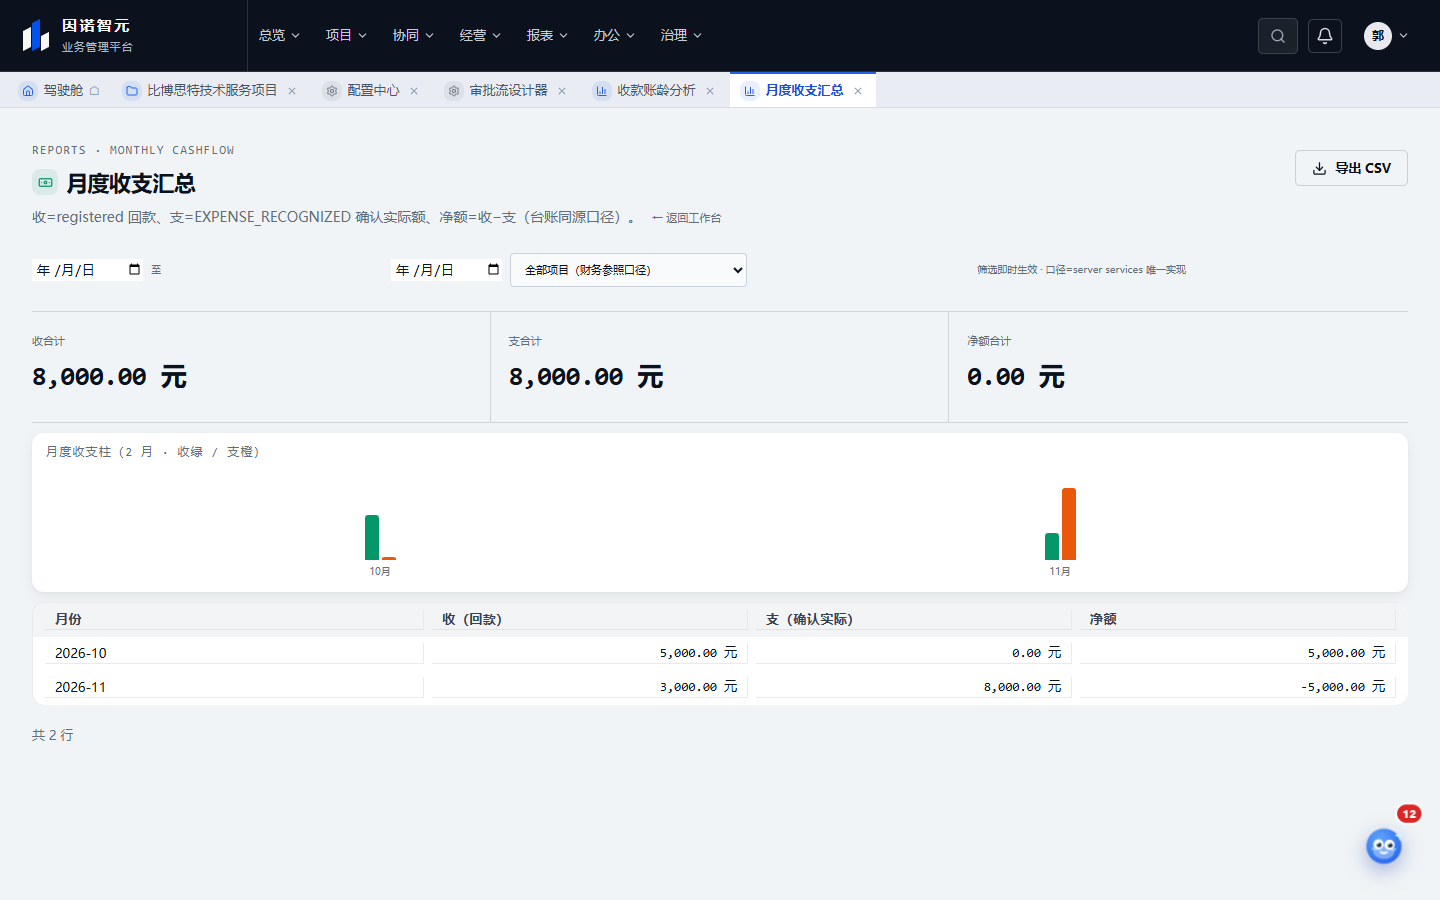 因诺智元
业务管理平台
总览 项目 协同 经营 报表 办公 治理
郭
驾驶舱 比博思特技术服务项目 配置中心 审批流设计器 收款账龄分析 月度收支汇总
REPORTS · MONTHLY CASHFLOW
月度收支汇总
导出 CSV
收=registered 回款、支=EXPENSE_RECOGNIZED 确认实际额、净额=收−支（台账同源口径）。 ←返回工作台
年 /月/日 至 年 /月/日 全部项目（财务参照口径） 筛选即时生效 · 口径=server services 唯一实现
收合计 支合计 净额合计
8,000.00 元 8,000.00 元 0.00 元
月度收支柱（2 月 · 收绿 / 支橙）
10月 11月
月份 收（回款） 支（确认实际） 净额
2026-10 5,000.00 元 0.00 元 5,000.00 元
2026-11 3,000.00 元 8,000.00 元 -5,000.00 元
共 2 行
12